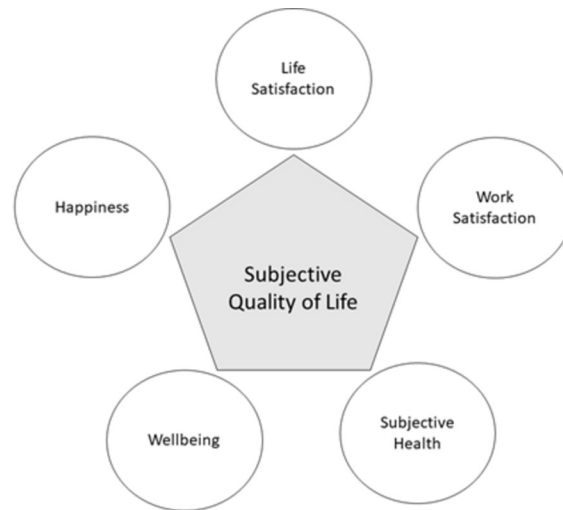 Life
Satisfaction
Happiness
Work
Satisfaction
Subjective
Quality of Life
Wellbeing
Subjective
Health